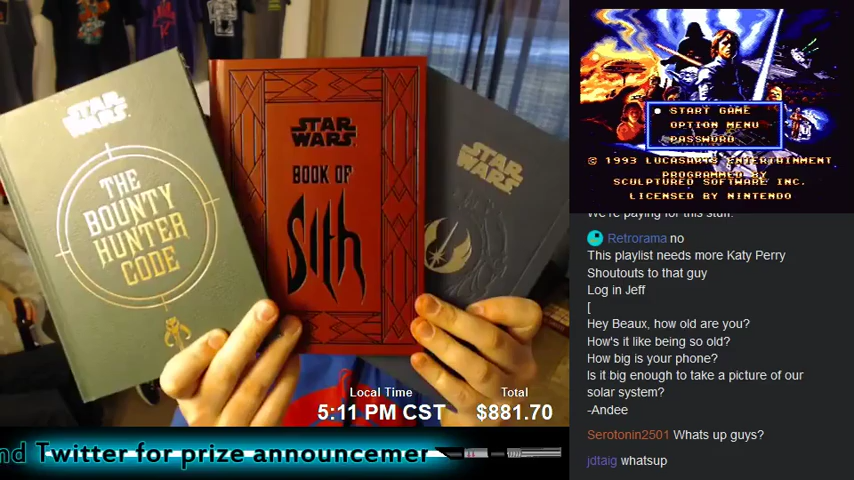 STAR
WARS
THE
BOUNTY
HUNTER
CODE
STAR
WARS
BOOK OF
Sith
STAR
WARS
Local Time
5:11 PM CST
Total
$881.70
nd Twitter for prize announcemer
START GAME
OPTION MENU
PASSWORD
© 1993 LUCASARTS ENTERTAINMENT
PROGRAMMED BY
SCULPTURED SOFTWARE INC.
LICENSED BY NINTENDO
We're paying for this stuff.
Retrorama no
This playlist needs more Katy Perry
Shoutouts to that guy
Log in Jeff
[
Hey Beaux, how old are you?
How's it like being so old?
How big is your phone?
Is it big enough to take a picture of our
solar system?
-Andee
Serotonin2501 Whats up guys?
jdtaig whatsup